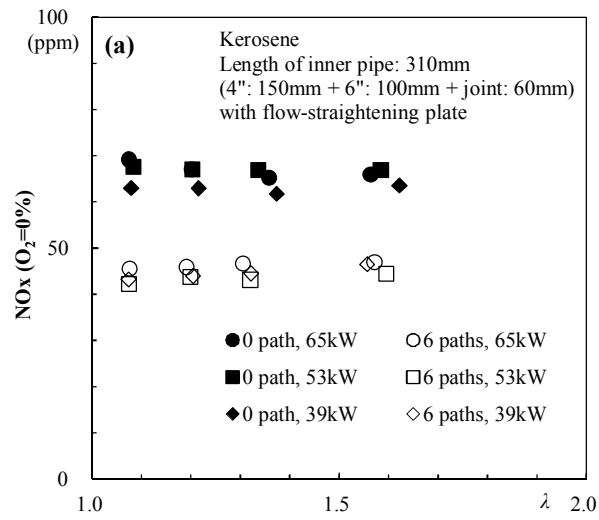 100
(ppm)
(a)
Kerosene
Length of inner pipe: 310mm
(4": 150mm + 6": 100mm + joint: 60mm)
with flow-straightening plate
NOx (O₂=0%)
50
0 path, 65kW
6 paths, 65kW
0 path, 53kW
6 paths, 53kW
0 path, 39kW
6 paths, 39kW
0
1.0
1.5
λ
2.0